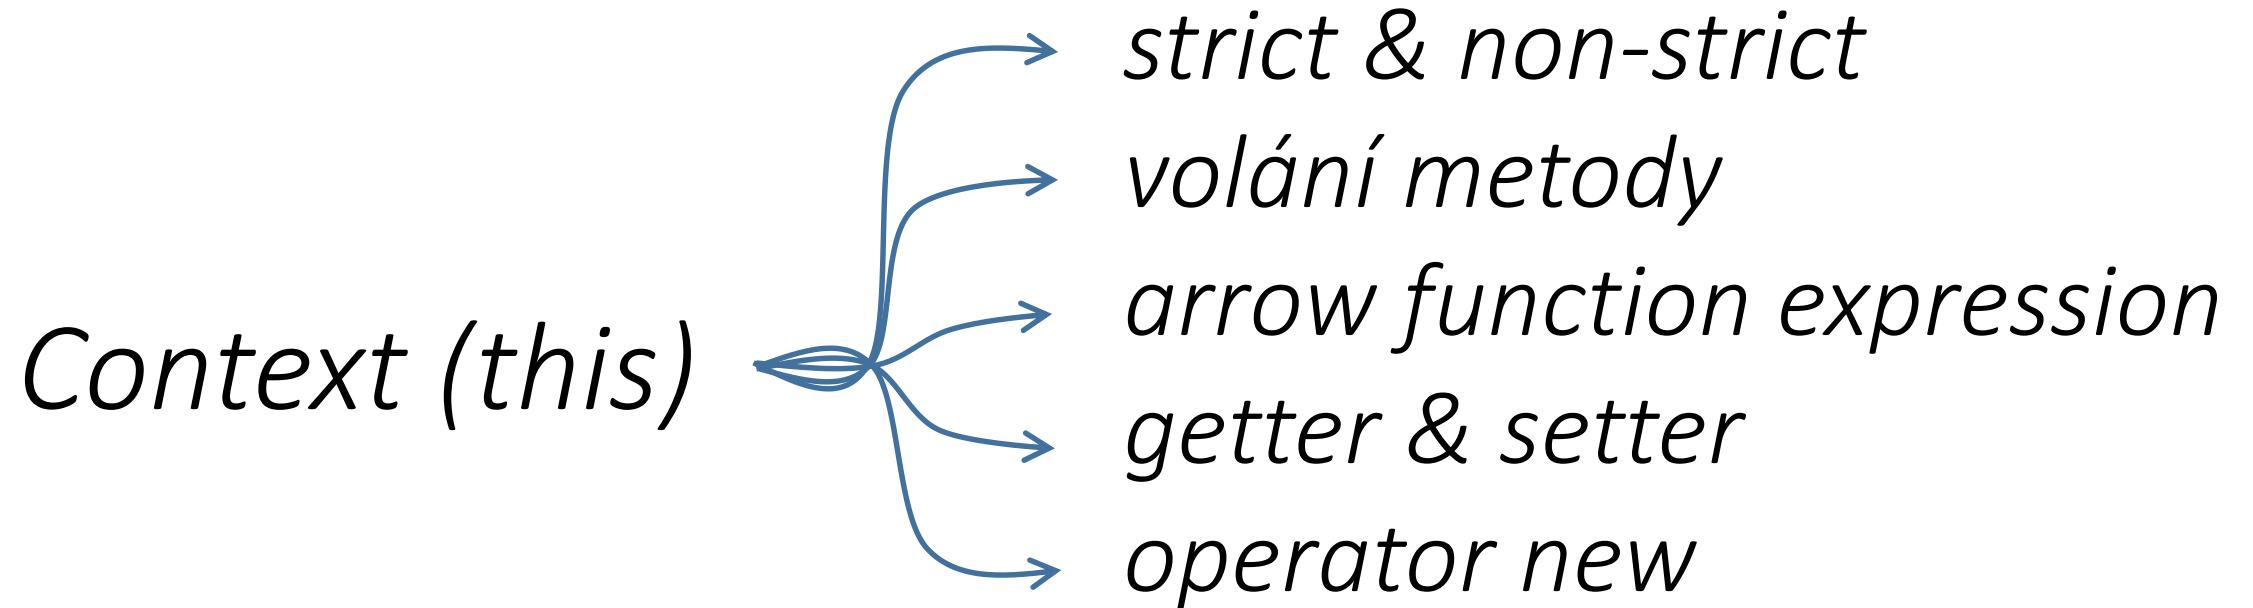 Context (this)
strict & non-strict
volání metody
arrow function expression
getter & setter
operator new